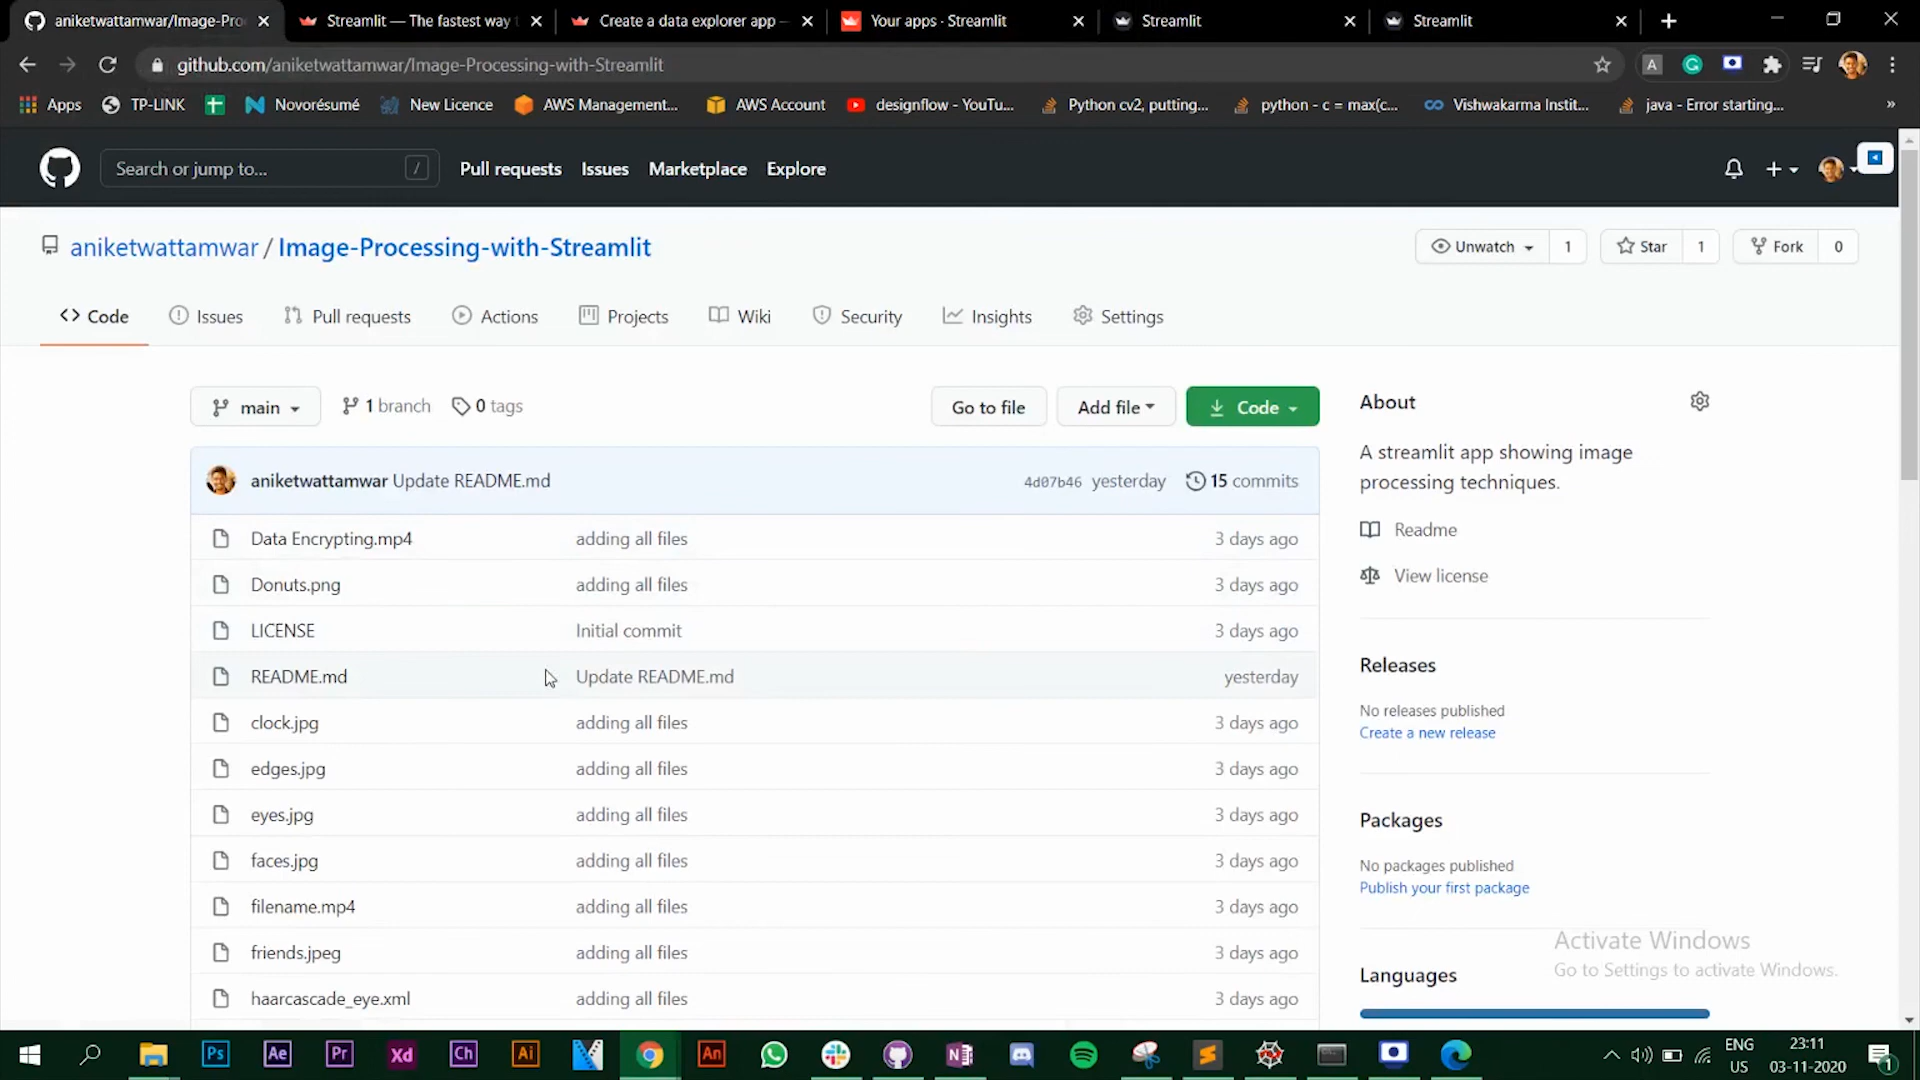 aniketwattamwar/Image-Pro
Streamlit — The fastest way t
Create a data explorer app —
Your apps · Streamlit
Streamlit
Streamlit
github.com/aniketwattamwar/Image-Processing-with-Streamlit
Apps
TP-LINK
Novorésumé
New Licence
AWS Management...
AWS Account
designflow - YouTu...
Python cv2, putting...
python - c = max(c...
Vishwakarma Instit...
java - Error starting...
»
Search or jump to...
/
Pull requests
Issues
Marketplace
Explore
aniketwattamwar / Image-Processing-with-Streamlit
Unwatch 1
Star 1
Fork 0
Code
Issues
Pull requests
Actions
Projects
Wiki
Security
Insights
Settings
main
1 branch
0 tags
Go to file
Add file
Code
About
A streamlit app showing image
processing techniques.
Readme
View license
aniketwattamwar Update README.md 4d07b46 yesterday 15 commits
Data Encrypting.mp4 adding all files 3 days ago
Donuts.png adding all files 3 days ago
LICENSE Initial commit 3 days ago
README.md Update README.md yesterday
clock.jpg adding all files 3 days ago
edges.jpg adding all files 3 days ago
eyes.jpg adding all files 3 days ago
faces.jpg adding all files 3 days ago
filename.mp4 adding all files 3 days ago
friends.jpeg adding all files 3 days ago
haarcascade_eye.xml adding all files 3 days ago
Releases
No releases published
Create a new release
Packages
No packages published
Publish your first package
Languages
Activate Windows
Go to Settings to activate Windows.
Ps
Ae
Pr
Xd
Ch
Ai
An
N
ENG
US
23:11
03-11-2020
1